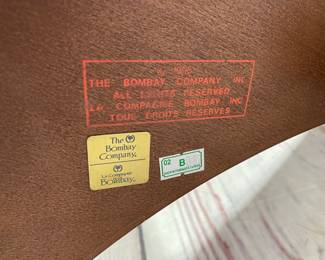 THE BOMBAY COMPANY INC
ALL RIGHTS RESERVED
LA COMPAGNIE BOMBAY INC
TOUS DROITS RÉSERVÉS
The
Bombay
Company.
La Compagnie
Bombay.
02
B